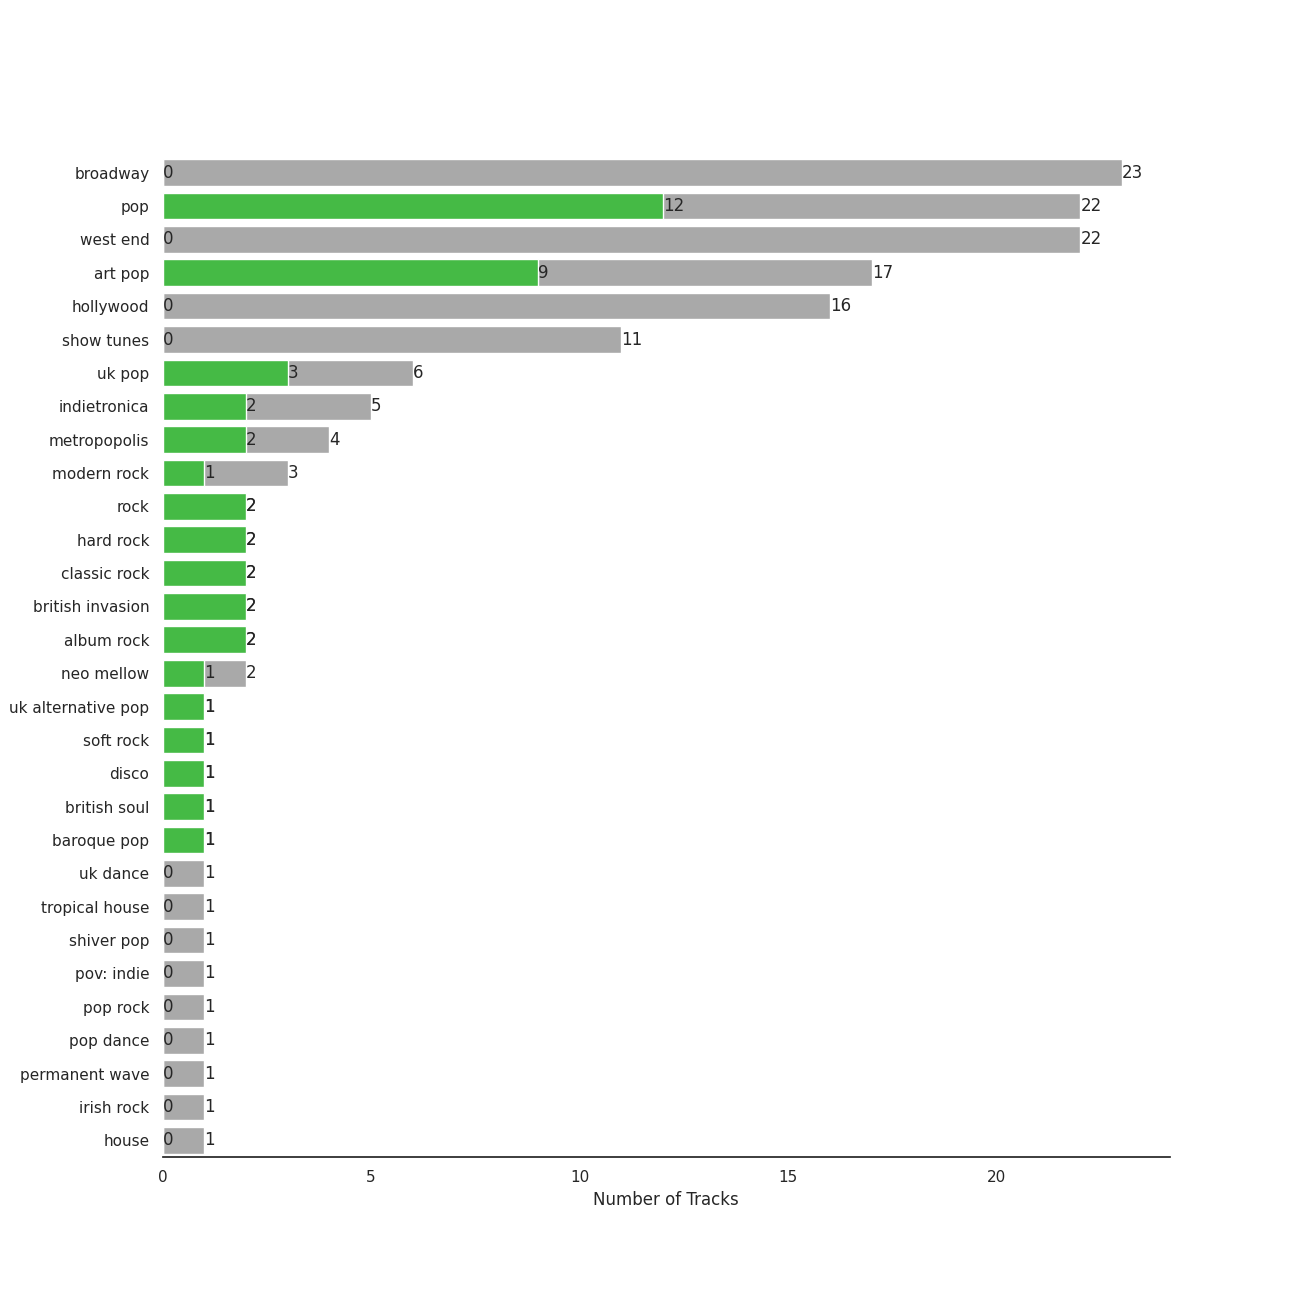 broadway 0 23
pop 12 22
west end 0 22
art pop 9 17
hollywood 0 16
show tunes 0 11
uk pop 3 6
indietronica 2 5
metropopolis 2 4
modern rock 1 3
rock 2
hard rock 2
classic rock 2
british invasion 2
album rock 2
neo mellow 1 2
uk alternative pop 1
soft rock 1
disco 1
british soul 1
baroque pop 1
uk dance 0 1
tropical house 0 1
shiver pop 0 1
pov: indie 0 1
pop rock 0 1
pop dance 0 1
permanent wave 0 1
irish rock 0 1
house 0 1
0 5 10 15 20
Number of Tracks